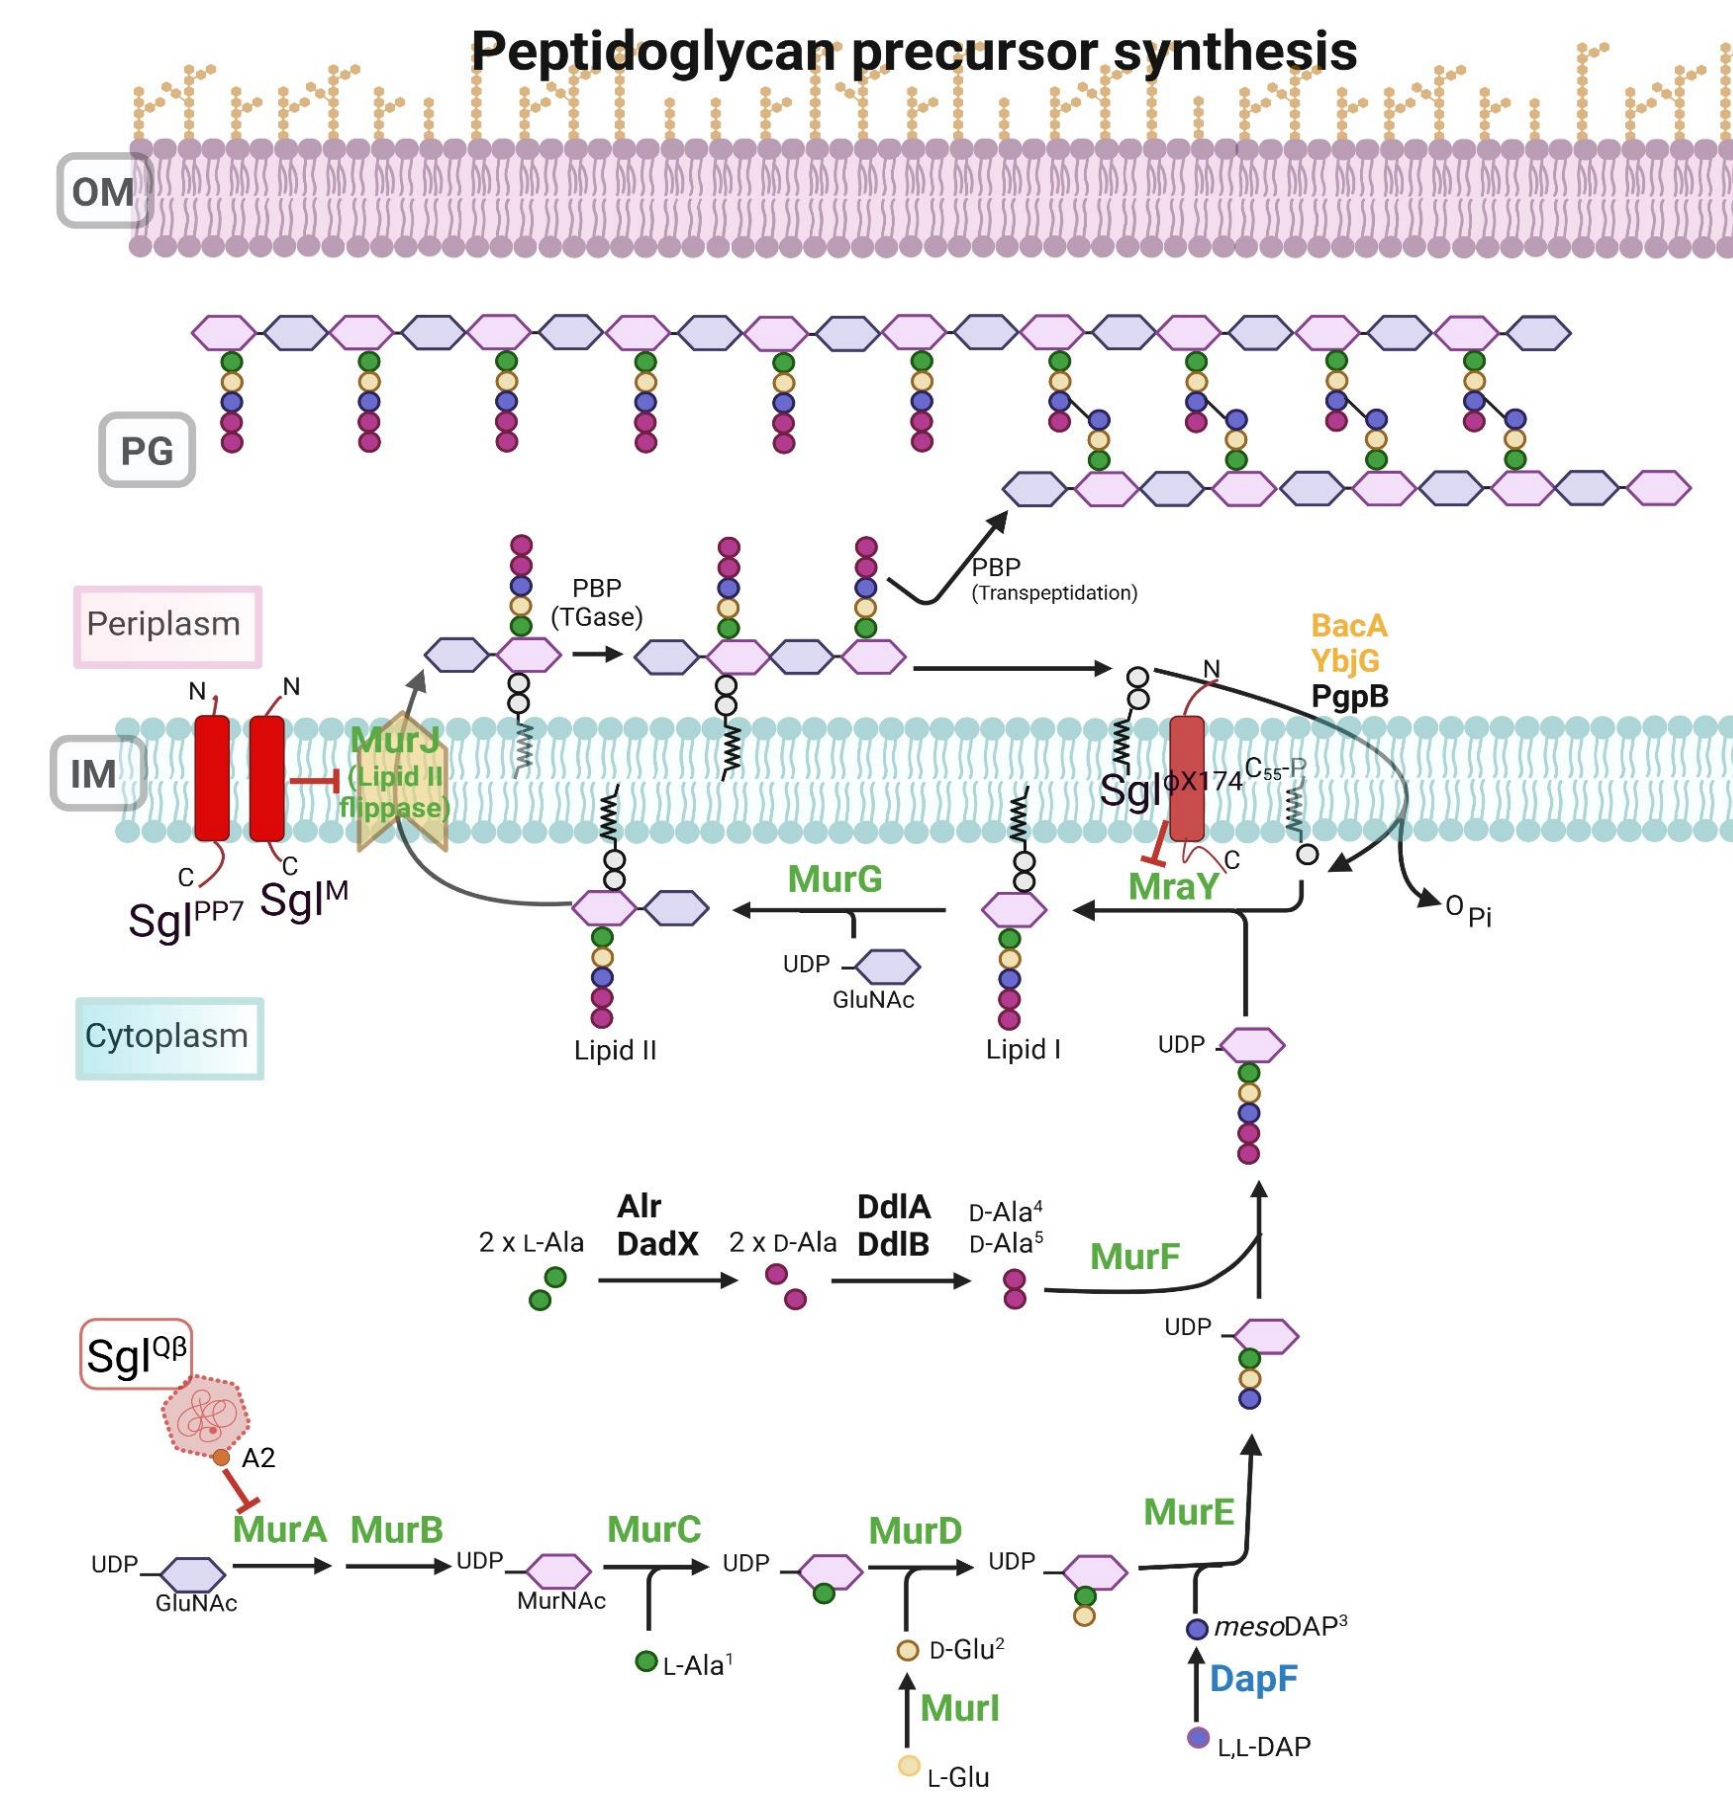 Peptidoglycan precursor synthesis
OM
PG
PBP
(Transpeptidation)
PBP
(TGase)
Periplasm
BacA
YbjG
PgpB
N
N
N
IM
MurJ
(Lipid II
flippase)
Sglᵠˣ¹⁷⁴
C₅₅-P
C
C
C
Sglᴾᴾ⁷
Sglᴹ
MurG
MraY
O Pi
UDP
GluNAc
Cytoplasm
Lipid II
Lipid I
UDP
Alr
DadX
DdlA
DdlB
2 x L-Ala
2 x D-Ala
D-Ala⁴
D-Ala⁵
MurF
UDP
SglQβ
A2
MurA
MurB
MurC
MurD
MurE
UDP
GluNAc
UDP
MurNAc
UDP
UDP
L-Ala¹
D-Glu²
mesoDAP³
MurI
DapF
L-Glu
L,L-DAP